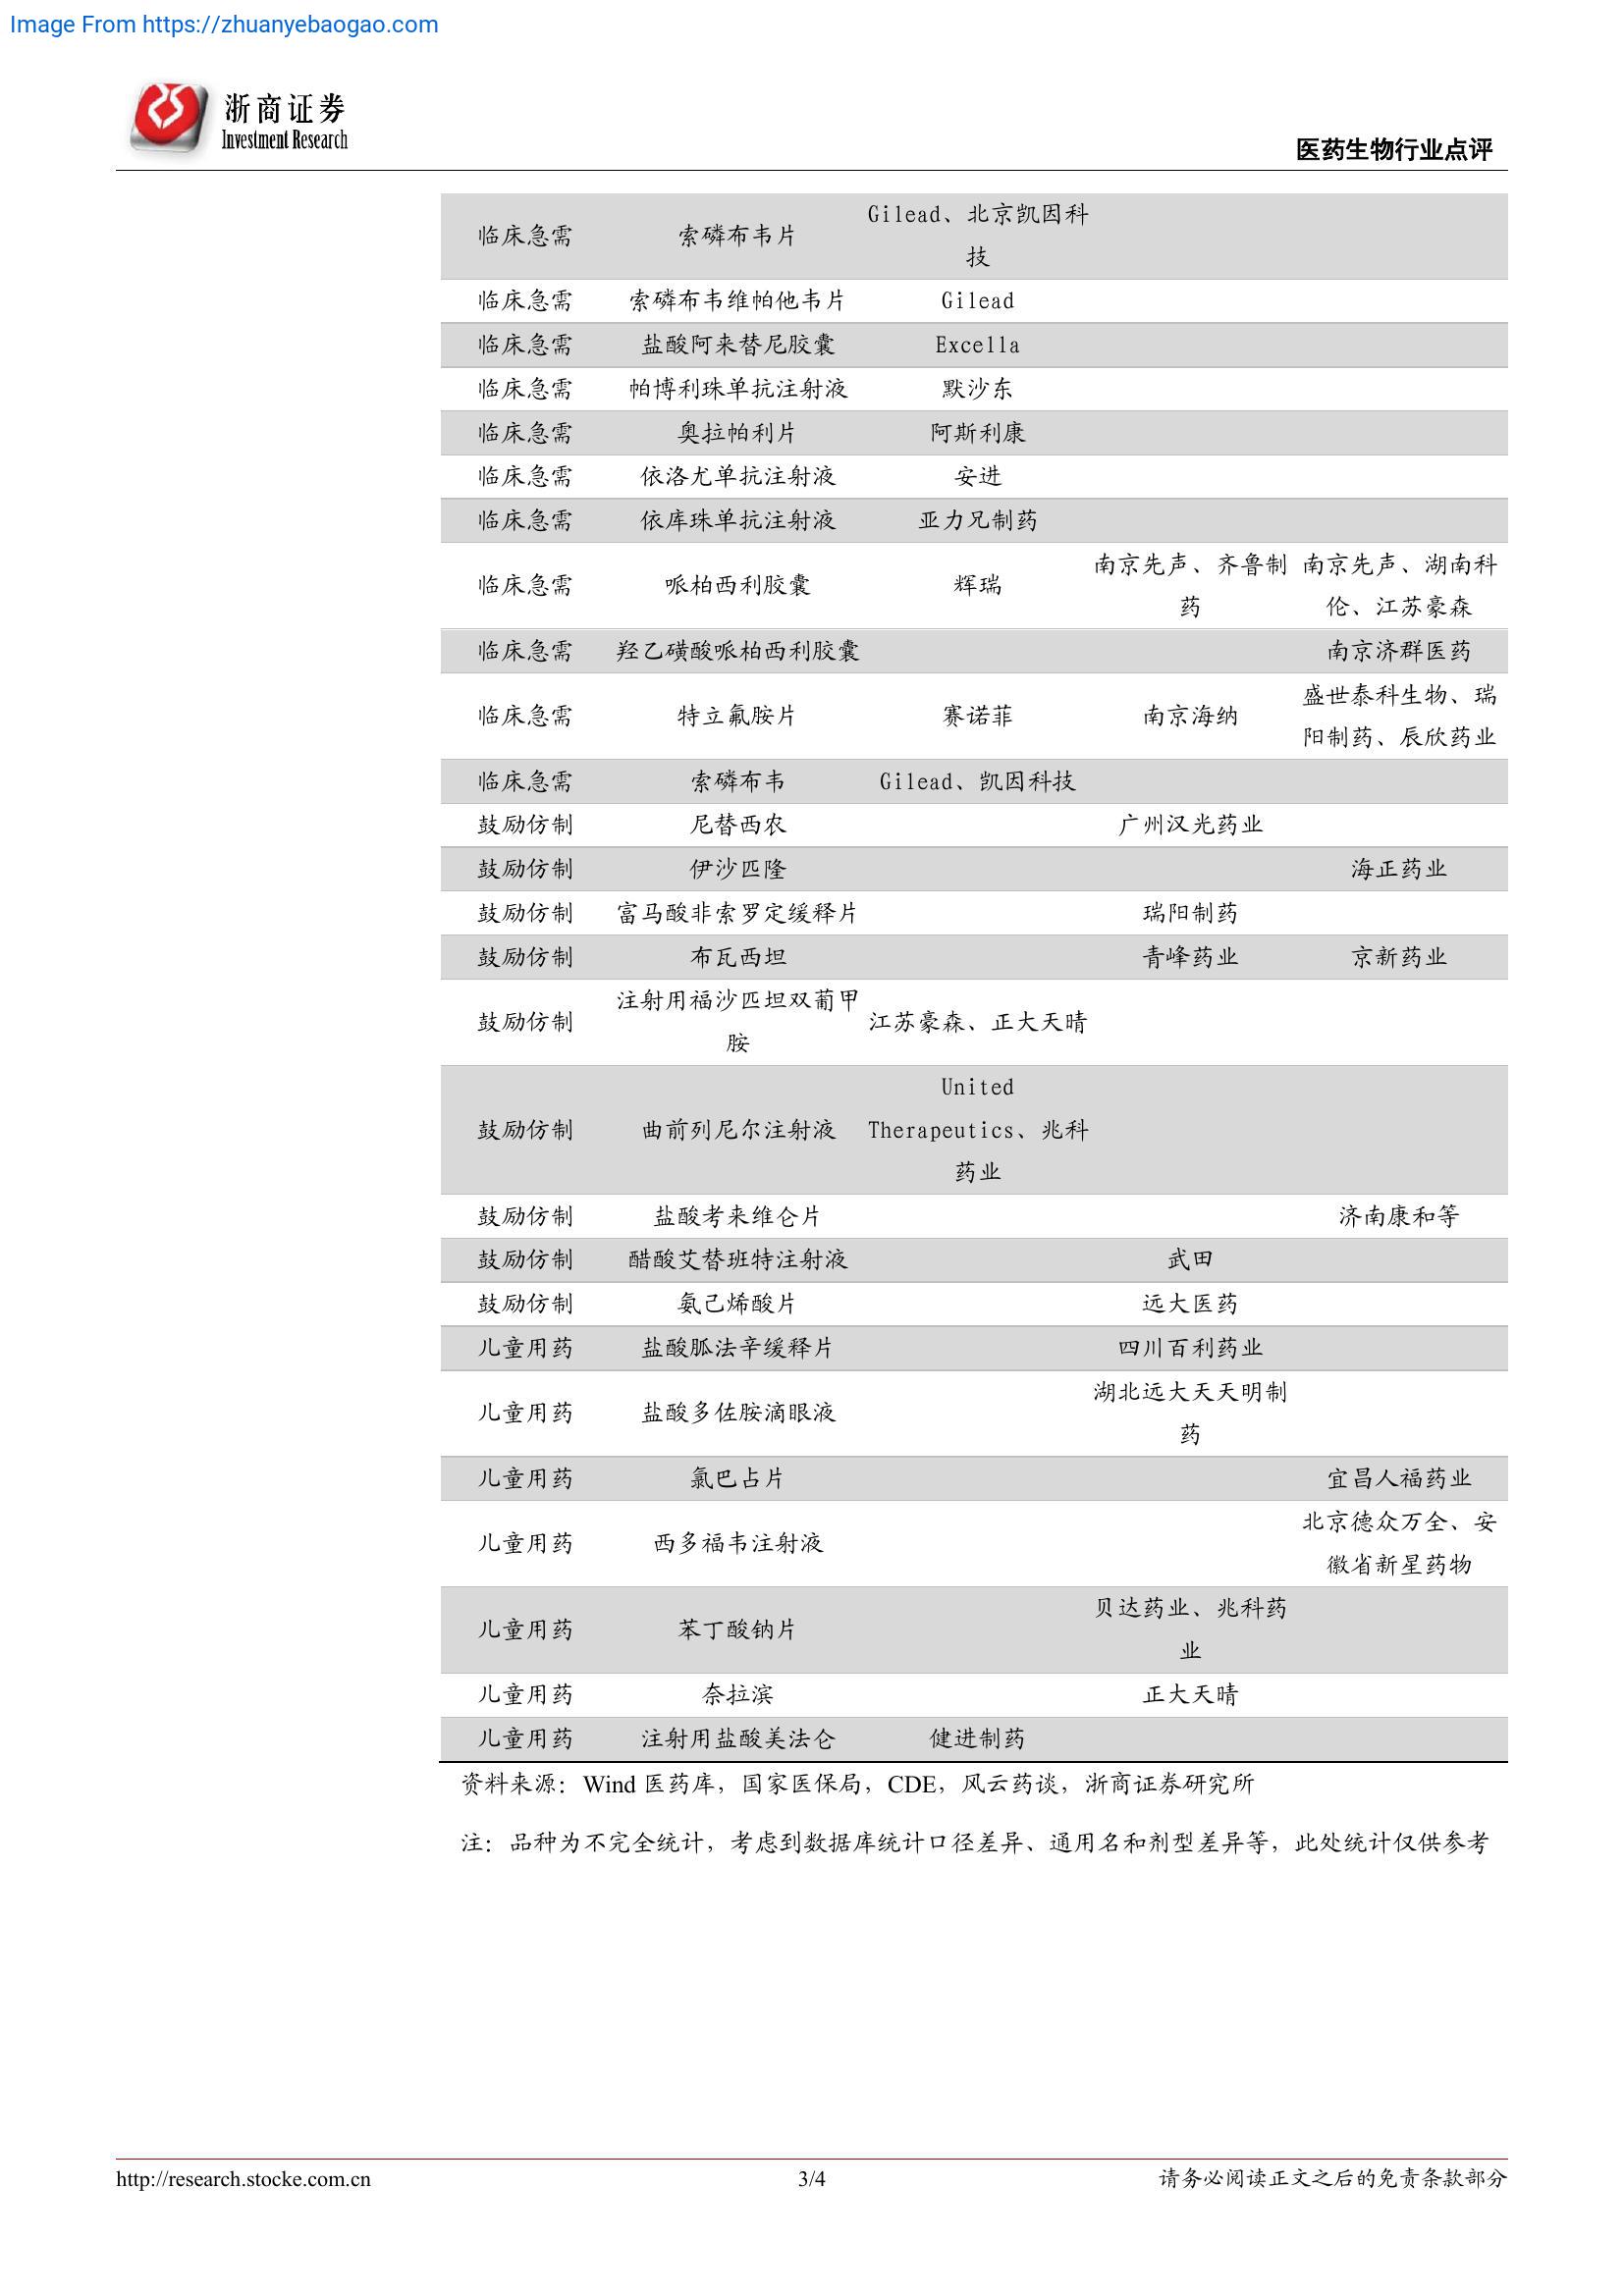 Image From https://zhuanyebaogao.com
浙商证券
Investment Research
医药生物行业点评
临床急需 索磷布韦片 Gilead、北京凯因科
技
临床急需 索磷布韦维帕他韦片 Gilead
临床急需 盐酸阿来替尼胶囊 Excella
临床急需 帕博利珠单抗注射液 默沙东
临床急需 奥拉帕利片 阿斯利康
临床急需 依洛尤单抗注射液 安进
临床急需 依库珠单抗注射液 亚力兄制药
临床急需 哌柏西利胶囊 辉瑞 南京先声、齐鲁制 南京先声、湖南科
药 伦、江苏豪森
临床急需 羟乙磺酸哌柏西利胶囊 南京济群医药
临床急需 特立氟胺片 赛诺菲 南京海纳 盛世泰科生物、瑞
阳制药、辰欣药业
临床急需 索磷布韦 Gilead、凯因科技
鼓励仿制 尼替西农 广州汉光药业
鼓励仿制 伊沙匹隆 海正药业
鼓励仿制 富马酸非索罗定缓释片 瑞阳制药
鼓励仿制 布瓦西坦 青峰药业 京新药业
鼓励仿制 注射用福沙匹坦双葡甲 江苏豪森、正大天晴
胺
鼓励仿制 曲前列尼尔注射液 United
Therapeutics、兆科
药业
鼓励仿制 盐酸考来维仑片 济南康和等
鼓励仿制 醋酸艾替班特注射液 武田
鼓励仿制 氨己烯酸片 远大医药
儿童用药 盐酸胍法辛缓释片 四川百利药业
儿童用药 盐酸多佐胺滴眼液 湖北远大天天明制
药
儿童用药 氯巴占片 宜昌人福药业
儿童用药 西多福韦注射液 北京德众万全、安
徽省新星药物
儿童用药 苯丁酸钠片 贝达药业、兆科药
业
儿童用药 奈拉滨 正大天晴
儿童用药 注射用盐酸美法仑 健进制药
资料来源：Wind 医药库，国家医保局，CDE，风云药谈，浙商证券研究所
注：品种为不完全统计，考虑到数据库统计口径差异、通用名和剂型差异等，此处统计仅供参考
http://research.stocke.com.cn 3/4 请务必阅读正文之后的免责条款部分